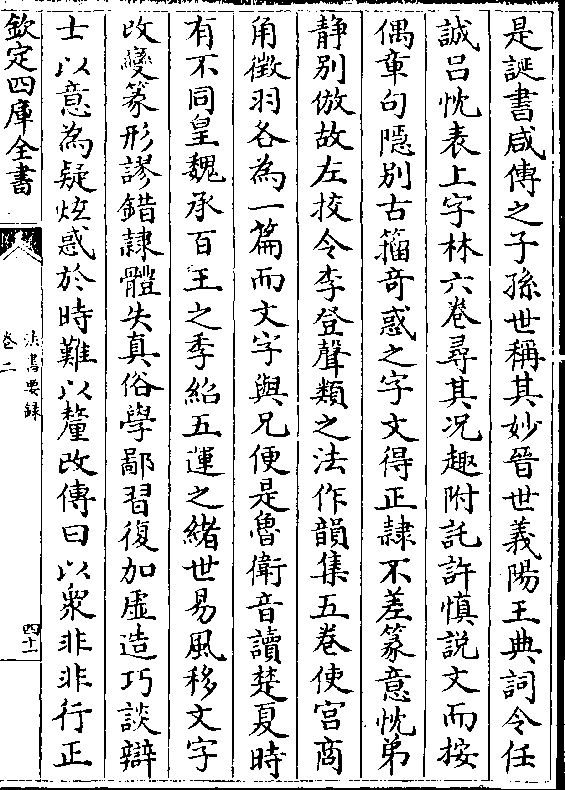 是誕書咸傳之子孫世稱其妙晉世義陽王典詞令任
誠呂忱表上字林六卷尋其况趣附託許慎説文而按
偶章句隠别古籀奇惑之字文得正隸不差篆意忱弟
静别倣故左挍令李登聲類之法作韻集五卷使宫商
角徵羽各為一篇而文字與兄便是魯衛音讀楚夏時
有不同皇魏承百王之季紹五運之緒世易風移文字
改變篆形謬錯隸體失真俗學鄙習復加虚造巧談辯
士以意為疑炫惑於時難以釐改傳曰以衆非非行正
欽定四庫全書
法書要録
卷二
四十